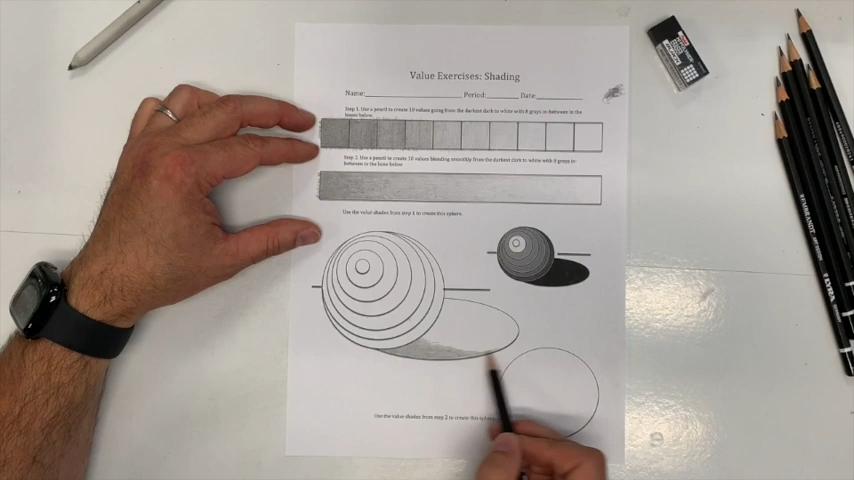 Value Exercises: Shading
Name: Period: Date:
Step 1. Use a pencil to create 10 values going from the darkest dark to white with 8 grays in-between in the
boxes below.
Step 2. Use a pencil to create 10 values blending smoothly from the darkest dark to white with 8 grays in-
between in the box below
Use the value shades from step 1 to create this sphere.
Use the value shades from step 2 to create this sphere
REMBRANDT
LYRA